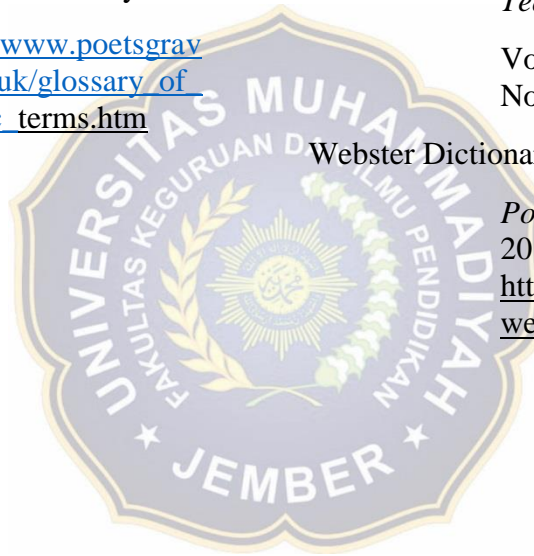 www.poetsgrav
uk/glossary_of_
_terms.htm
Vo
No
Webster Dictionar
Po
20
htt
we
UNIVERSITAS MUHAMMADIYAH
FAKULTAS KEGURUAN DAN ILMU PENDIDIKAN
JEMBER